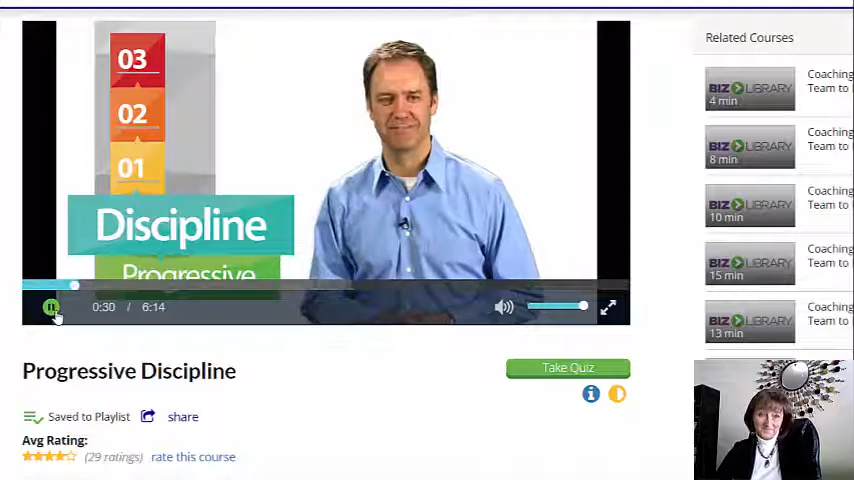 03
02
01
Discipline
Progressive
0:30 / 6:14
Progressive Discipline
Take Quiz
Saved to Playlist
share
Avg Rating:
(29 ratings)
rate this course
Related Courses
BIZ LIBRARY
4 min
Coaching
Team to
BIZ LIBRARY
8 min
Coaching
Team to
BIZ LIBRARY
10 min
Coaching
Team to
BIZ LIBRARY
15 min
Coaching
Team to
BIZ LIBRARY
13 min
Coaching
Team to